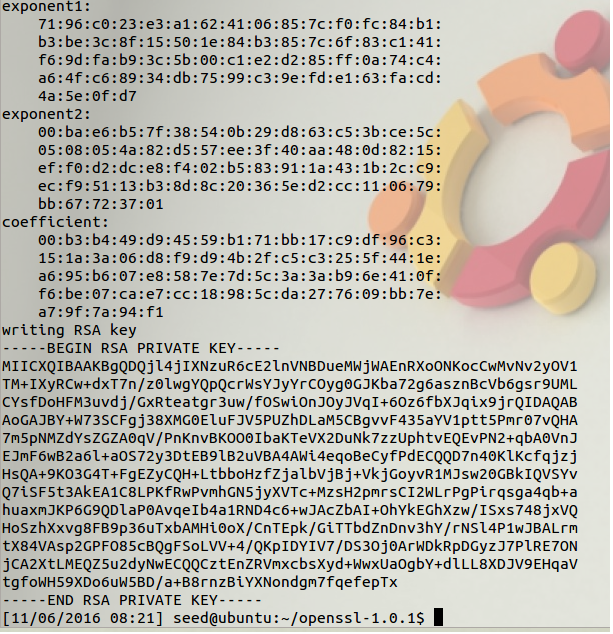 exponent1:
    71:96:c0:23:e3:a1:62:41:06:85:7c:f0:fc:84:b1:
    b3:be:3c:8f:15:50:1e:84:b3:85:7c:6f:83:c1:41:
    f6:9d:fa:b9:3c:5b:00:c1:e2:d2:85:ff:0a:74:c4:
    a6:4f:c6:89:34:db:75:99:c3:9e:fd:e1:63:fa:cd:
    4a:5e:0f:d7
exponent2:
    00:ba:e6:b5:7f:38:54:0b:29:d8:63:c5:3b:ce:5c:
    05:08:05:4a:82:d5:57:ee:3f:40:aa:48:0d:82:15:
    ef:f0:d2:dc:e8:f4:02:b5:83:91:1a:43:1b:2c:c9:
    ec:f9:51:13:b3:8d:8c:20:36:5e:d2:cc:11:06:79:
    bb:67:72:37:01
coefficient:
    00:b3:b4:49:d9:45:59:b1:71:bb:17:c9:df:96:c3:
    15:1a:3a:06:d8:f9:d9:4b:2f:c5:c3:25:5f:44:1e:
    a6:95:b6:07:e8:58:7e:7d:5c:3a:3a:b9:6e:41:0f:
    f6:be:07:ca:e7:cc:18:98:5c:da:27:76:09:bb:7e:
    a7:9f:7a:94:f1
writing RSA key
-----BEGIN RSA PRIVATE KEY-----
MIICXQIBAAKBgQDQjl4jIXNzuR6cE2lnVNBDueMWjWAEnRXoONKocCwMvNv2yOV1
TM+IXyRCw+dxT7n/z0lwgYQpQcrWsYJyYrCOyg0GJKba72g6asznBcVb6gsr9UML
CYsfDoHFM3uvdj/GxRteatgr3uw/fOSwiOnJOyJVqI+6Oz6fbXJqix9jrQIDAQAB
AoGAJBY+W73SCFgj38XMG0EluFJV5PUZhDLaM5CBgvvF435aYV1ptt5Pmr07vQHA
7m5pNMZdYsZGZA0qV/PnKnvBKOO0IbaKTeVX2DuNk7zzUphtvEQEvPN2+qbA0VnJ
EJmF6wB2a6l+aOS72y3DtEB9lB2uVBA4AWi4eqoBeCyfPdECQQD7n40KlKcfqjzj
HsQA+9KO3G4T+FgEZyCQH+LtbboHzfZjalbVjBj+VkjGoyvR1MJsw20GBkIQVSYv
Q7iSF5t3AkEA1C8LPKfRwPvmhGN5jyXVTc+MzsH2pmrsCI2WLrPgPirqsga4qb+a
huaxmJKP6G9QDlaP0AvqeIb4a1RND4c6+wJAcZbAI+OhYkEGhXzw/ISxs748jxVQ
HoSzhXxvg8FB9p36uTxbAMHi0oX/CnTEpk/GiTTbdZnDnv3hY/rNSl4P1wJBALrm
tX84VAsp2GPFO85cBQgFSoLVV+4/QKpIDYIV7/DS3Oj0ArWDkRpDGyzJ7PlRE7ON
jCA2XtLMEQZ5u2dyNwECQQCztEnZRVmxcbsXyd+WwxUaOgbY+dlLL8XDJV9EHqaV
tgfoWH59XDo6uW5BD/a+B8rnzBiYXNondgm7fqefepTx
-----END RSA PRIVATE KEY-----
[11/06/2016 08:21] seed@ubuntu:~/openssl-1.0.1$